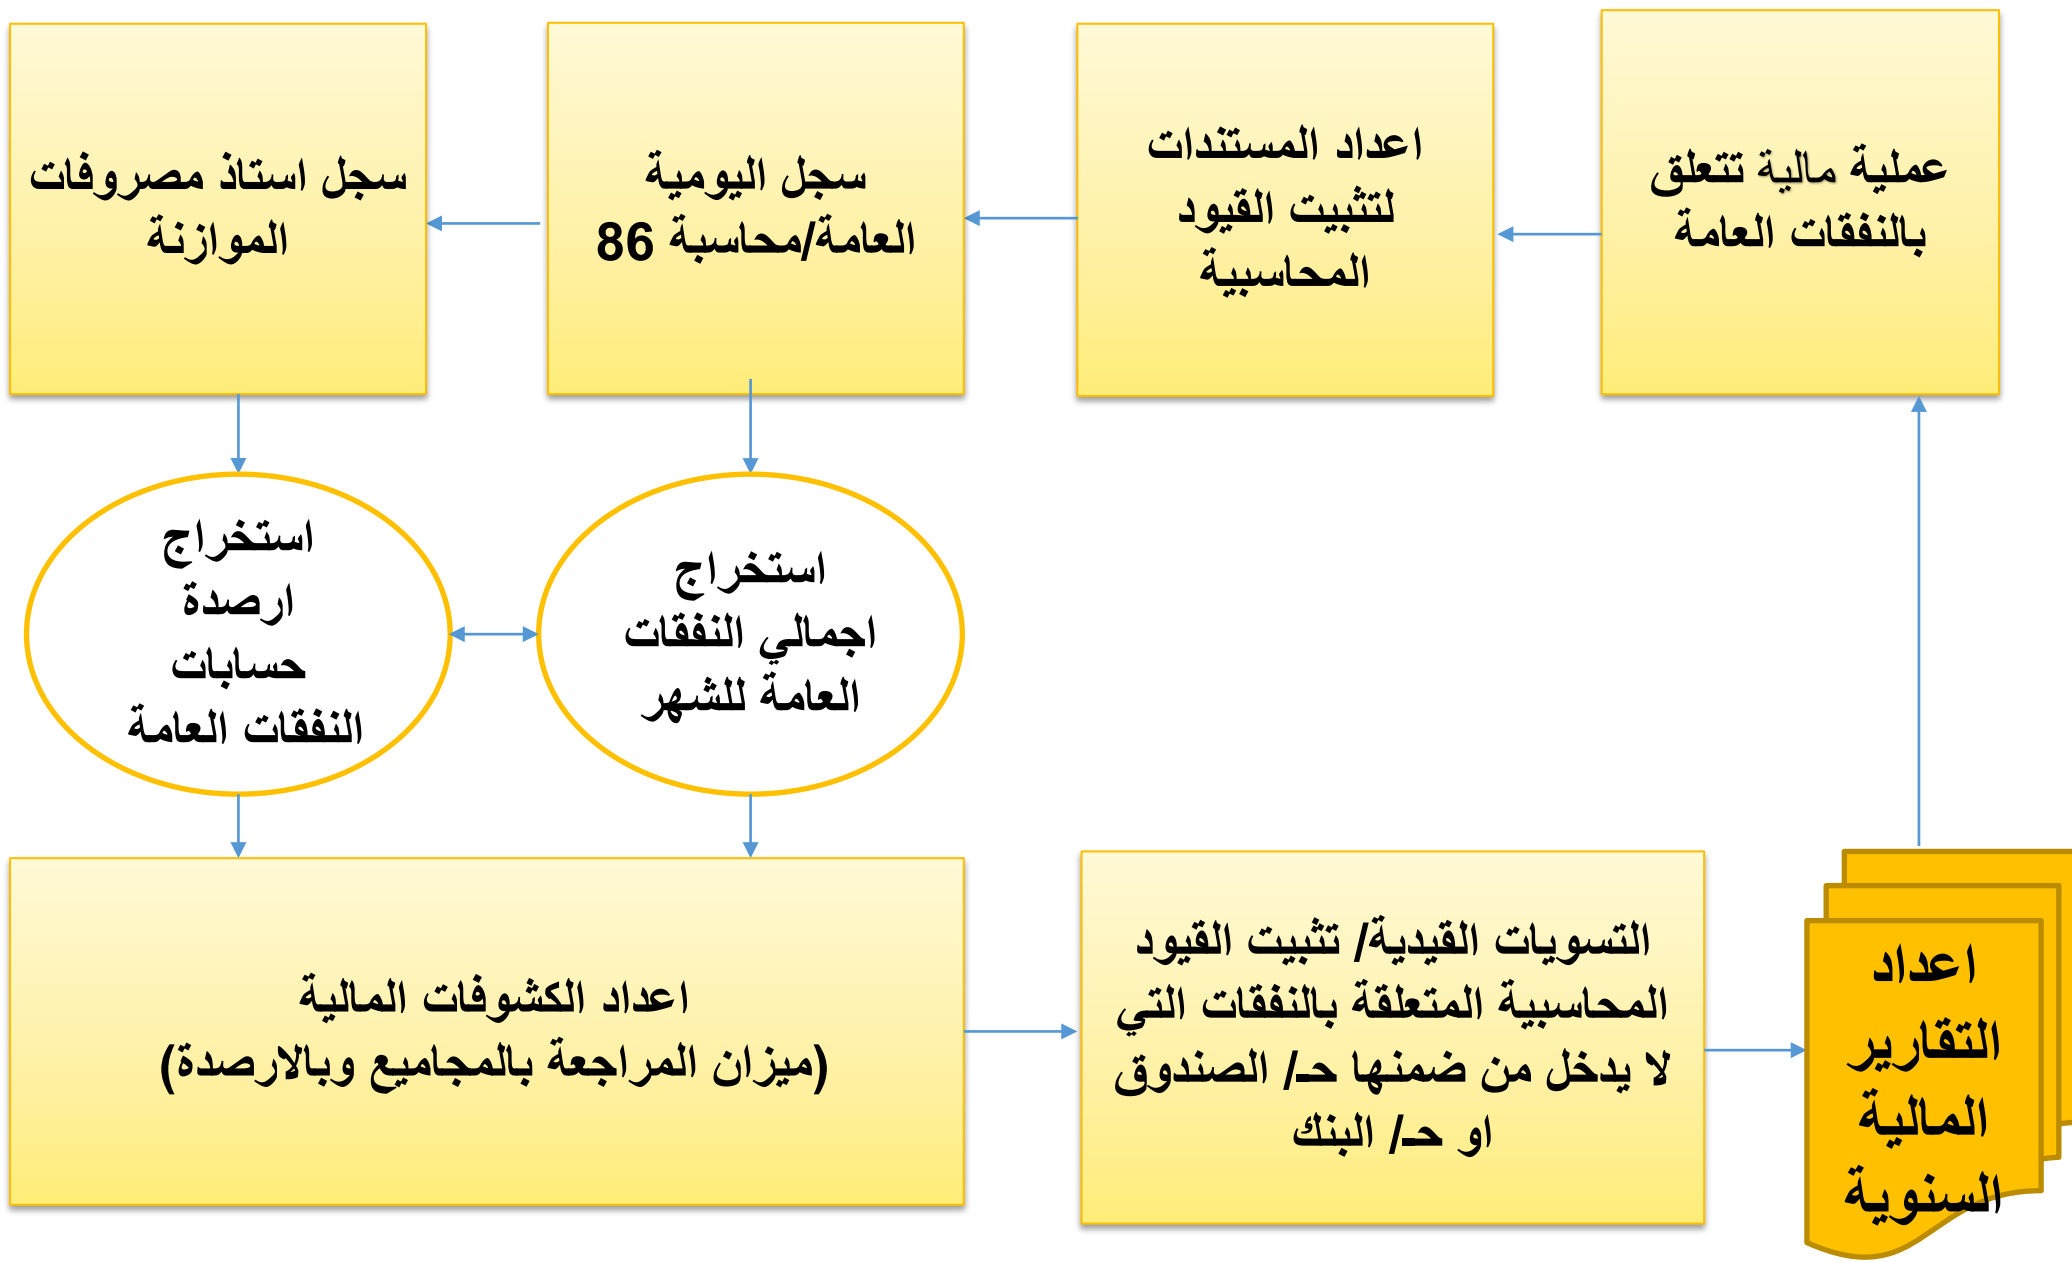 عملية مالية تتعلق
بالنفقات العامة
اعداد المستندات
لتثبيت القيود
المحاسبية
سجل اليومية
العامة/محاسبة 86
سجل استاذ مصروفات
الموازنة
استخراج
اجمالي النفقات
العامة للشهر
استخراج
ارصدة
حسابات
النفقات العامة
اعداد الكشوفات المالية
(ميزان المراجعة بالمجاميع وبالارصدة)
التسويات القيدية/ تثبيت القيود
المحاسبية المتعلقة بالنفقات التي
لا يدخل من ضمنها حـ/ الصندوق
او حـ/ البنك
اعداد
التقارير
المالية
السنوية